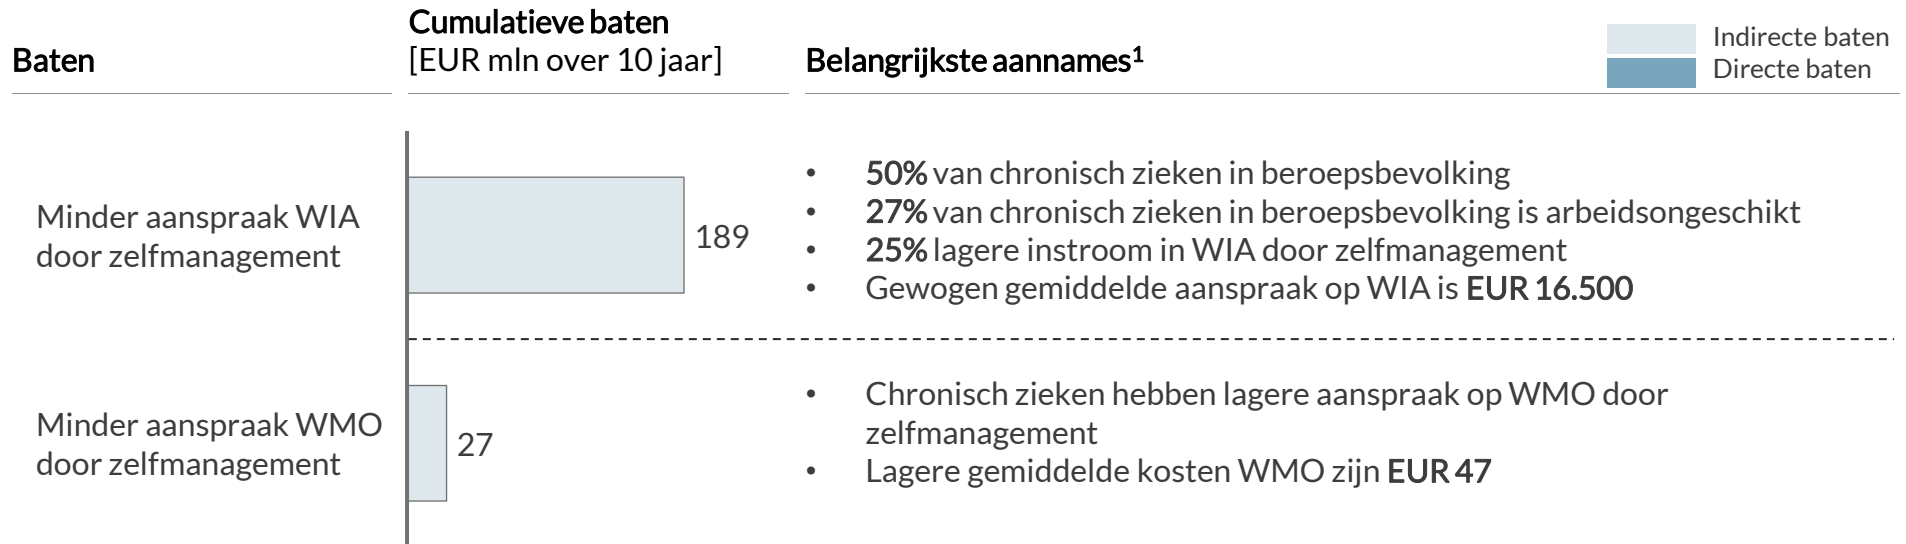 Baten
Cumulatieve baten
[EUR mln over 10 jaar]
Belangrijkste aannames¹
Indirecte baten
Directe baten
Minder aanspraak WIA
door zelfmanagement
189
• 50% van chronisch zieken in beroepsbevolking
• 27% van chronisch zieken in beroepsbevolking is arbeidsongeschikt
• 25% lagere instroom in WIA door zelfmanagement
• Gewogen gemiddelde aanspraak op WIA is EUR 16.500
Minder aanspraak WMO
door zelfmanagement
27
• Chronisch zieken hebben lagere aanspraak op WMO door
zelfmanagement
• Lagere gemiddelde kosten WMO zijn EUR 47